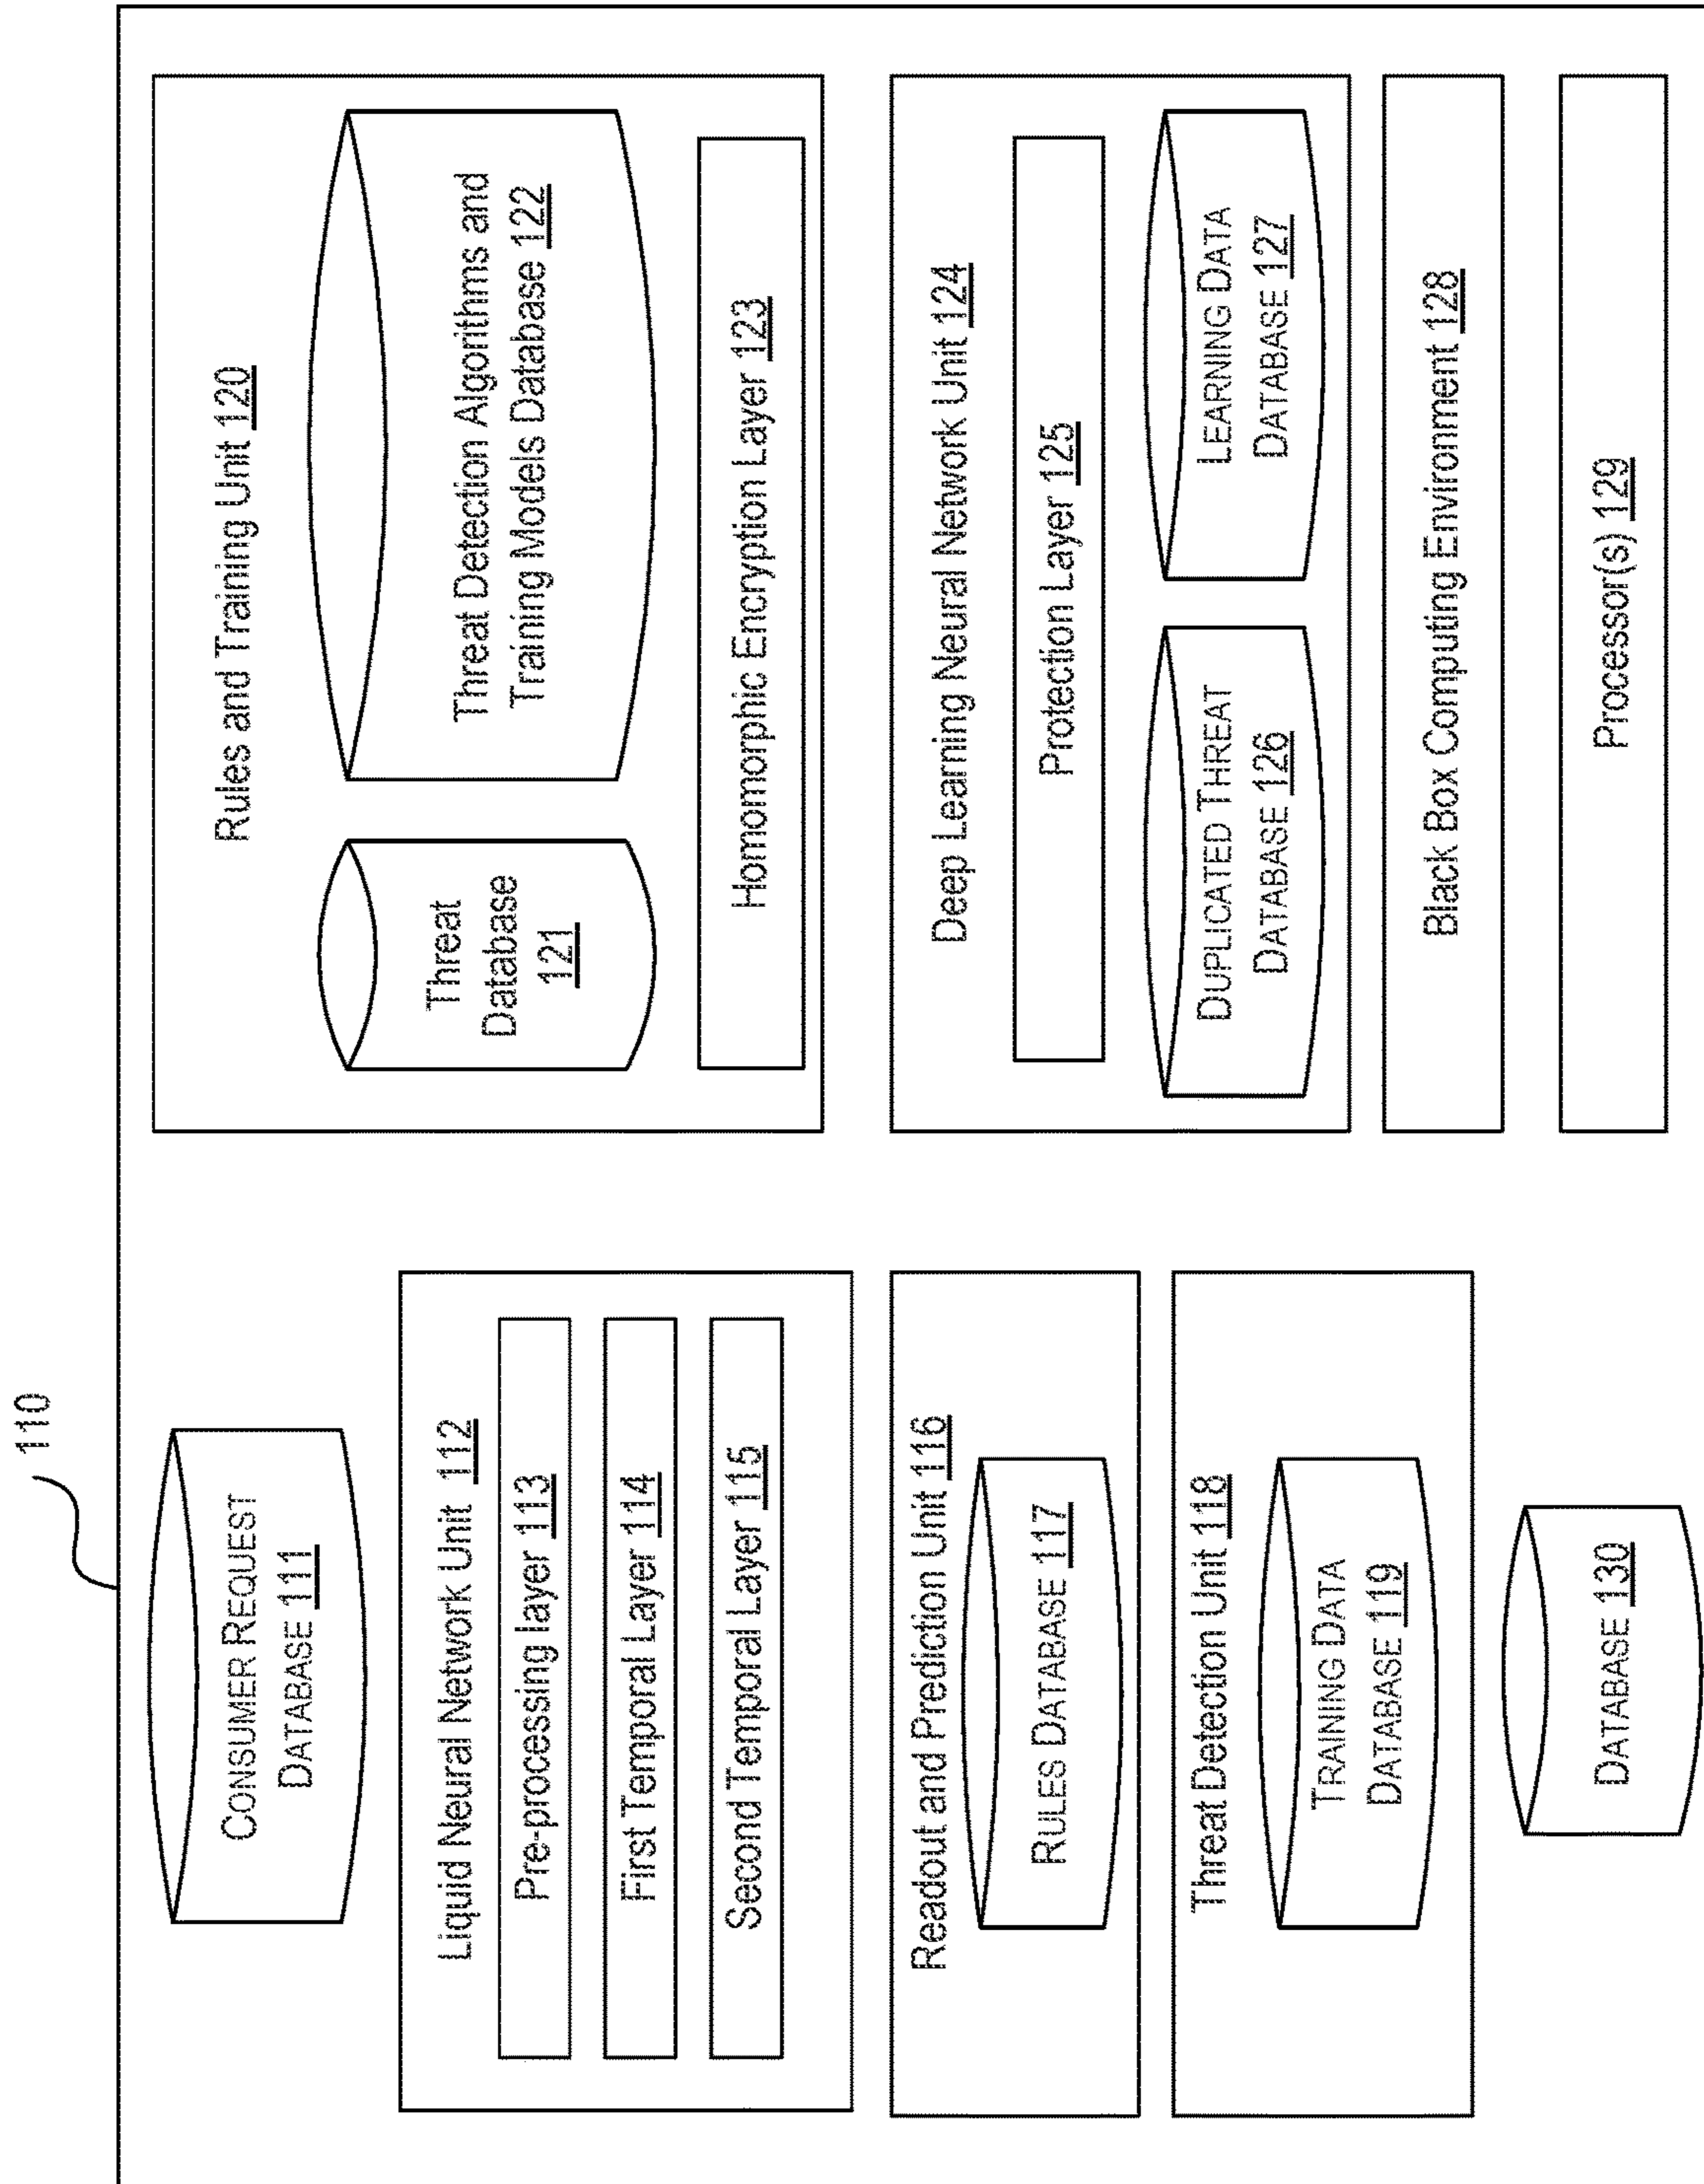 110
CONSUMER REQUEST
DATABASE 111
Liquid Neural Network Unit 112
Pre-processing layer 113
First Temporal Layer 114
Second Temporal Layer 115
Readout and Prediction Unit 116
RULES DATABASE 117
Threat Detection Unit 118
TRAINING DATA
DATABASE 119
DATABASE 130
Rules and Training Unit 120
Threat
Database
121
Threat Detection Algorithms and
Training Models Database 122
Homomorphic Encryption Layer 123
Deep Learning Neural Network Unit 124
Protection Layer 125
DUPLICATED THREAT
DATABASE 126
LEARNING DATA
DATABASE 127
Black Box Computing Environment 128
Processor(s) 129